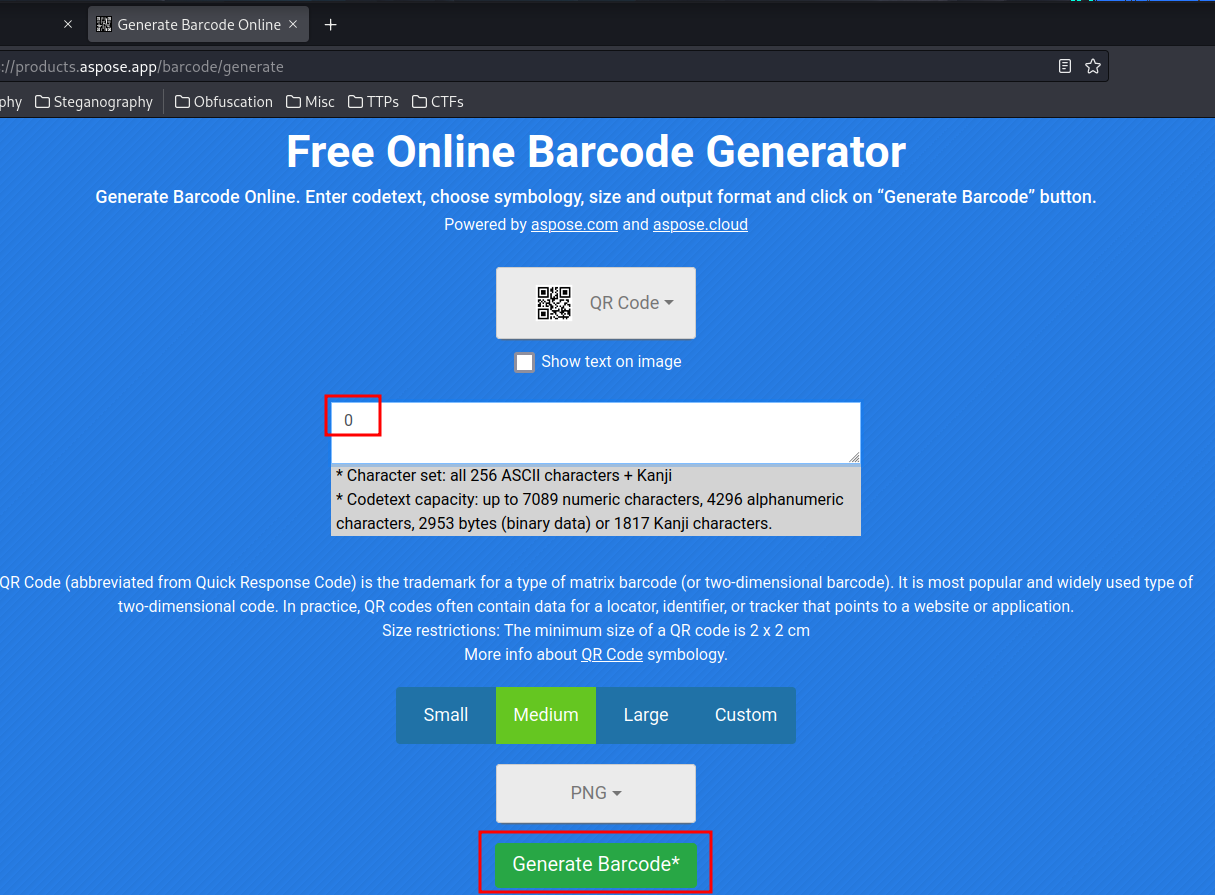 Generate Barcode Online
://products.aspose.app/barcode/generate
phy Steganography Obfuscation Misc TTPs CTFs
Free Online Barcode Generator
Generate Barcode Online. Enter codetext, choose symbology, size and output format and click on “Generate Barcode” button.
Powered by aspose.com and aspose.cloud
QR Code
Show text on image
0
* Character set: all 256 ASCII characters + Kanji
* Codetext capacity: up to 7089 numeric characters, 4296 alphanumeric
characters, 2953 bytes (binary data) or 1817 Kanji characters.
QR Code (abbreviated from Quick Response Code) is the trademark for a type of matrix barcode (or two-dimensional barcode). It is most popular and widely used type of
two-dimensional code. In practice, QR codes often contain data for a locator, identifier, or tracker that points to a website or application.
Size restrictions: The minimum size of a QR code is 2 x 2 cm
More info about QR Code symbology.
Small Medium Large Custom
PNG
Generate Barcode*